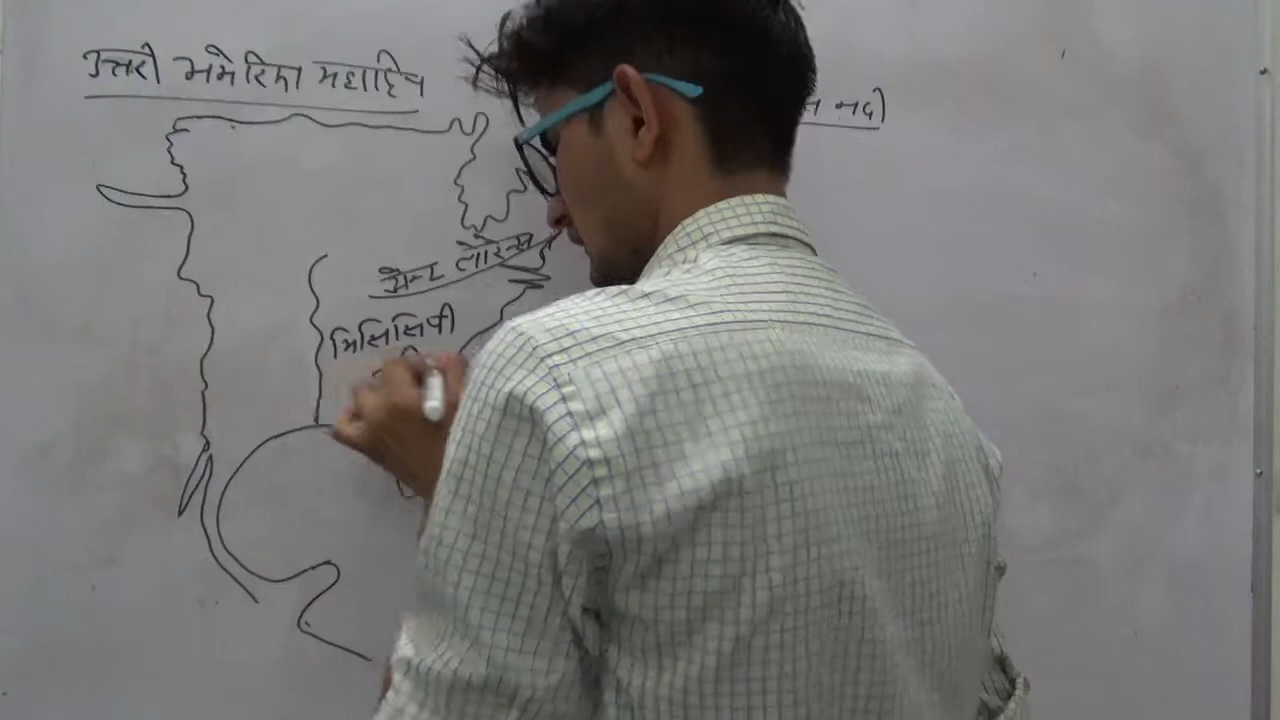 उत्तरी अमेरिका महाद्विप
नदी
सेन्ट लारेन्स
मिसिसिपी